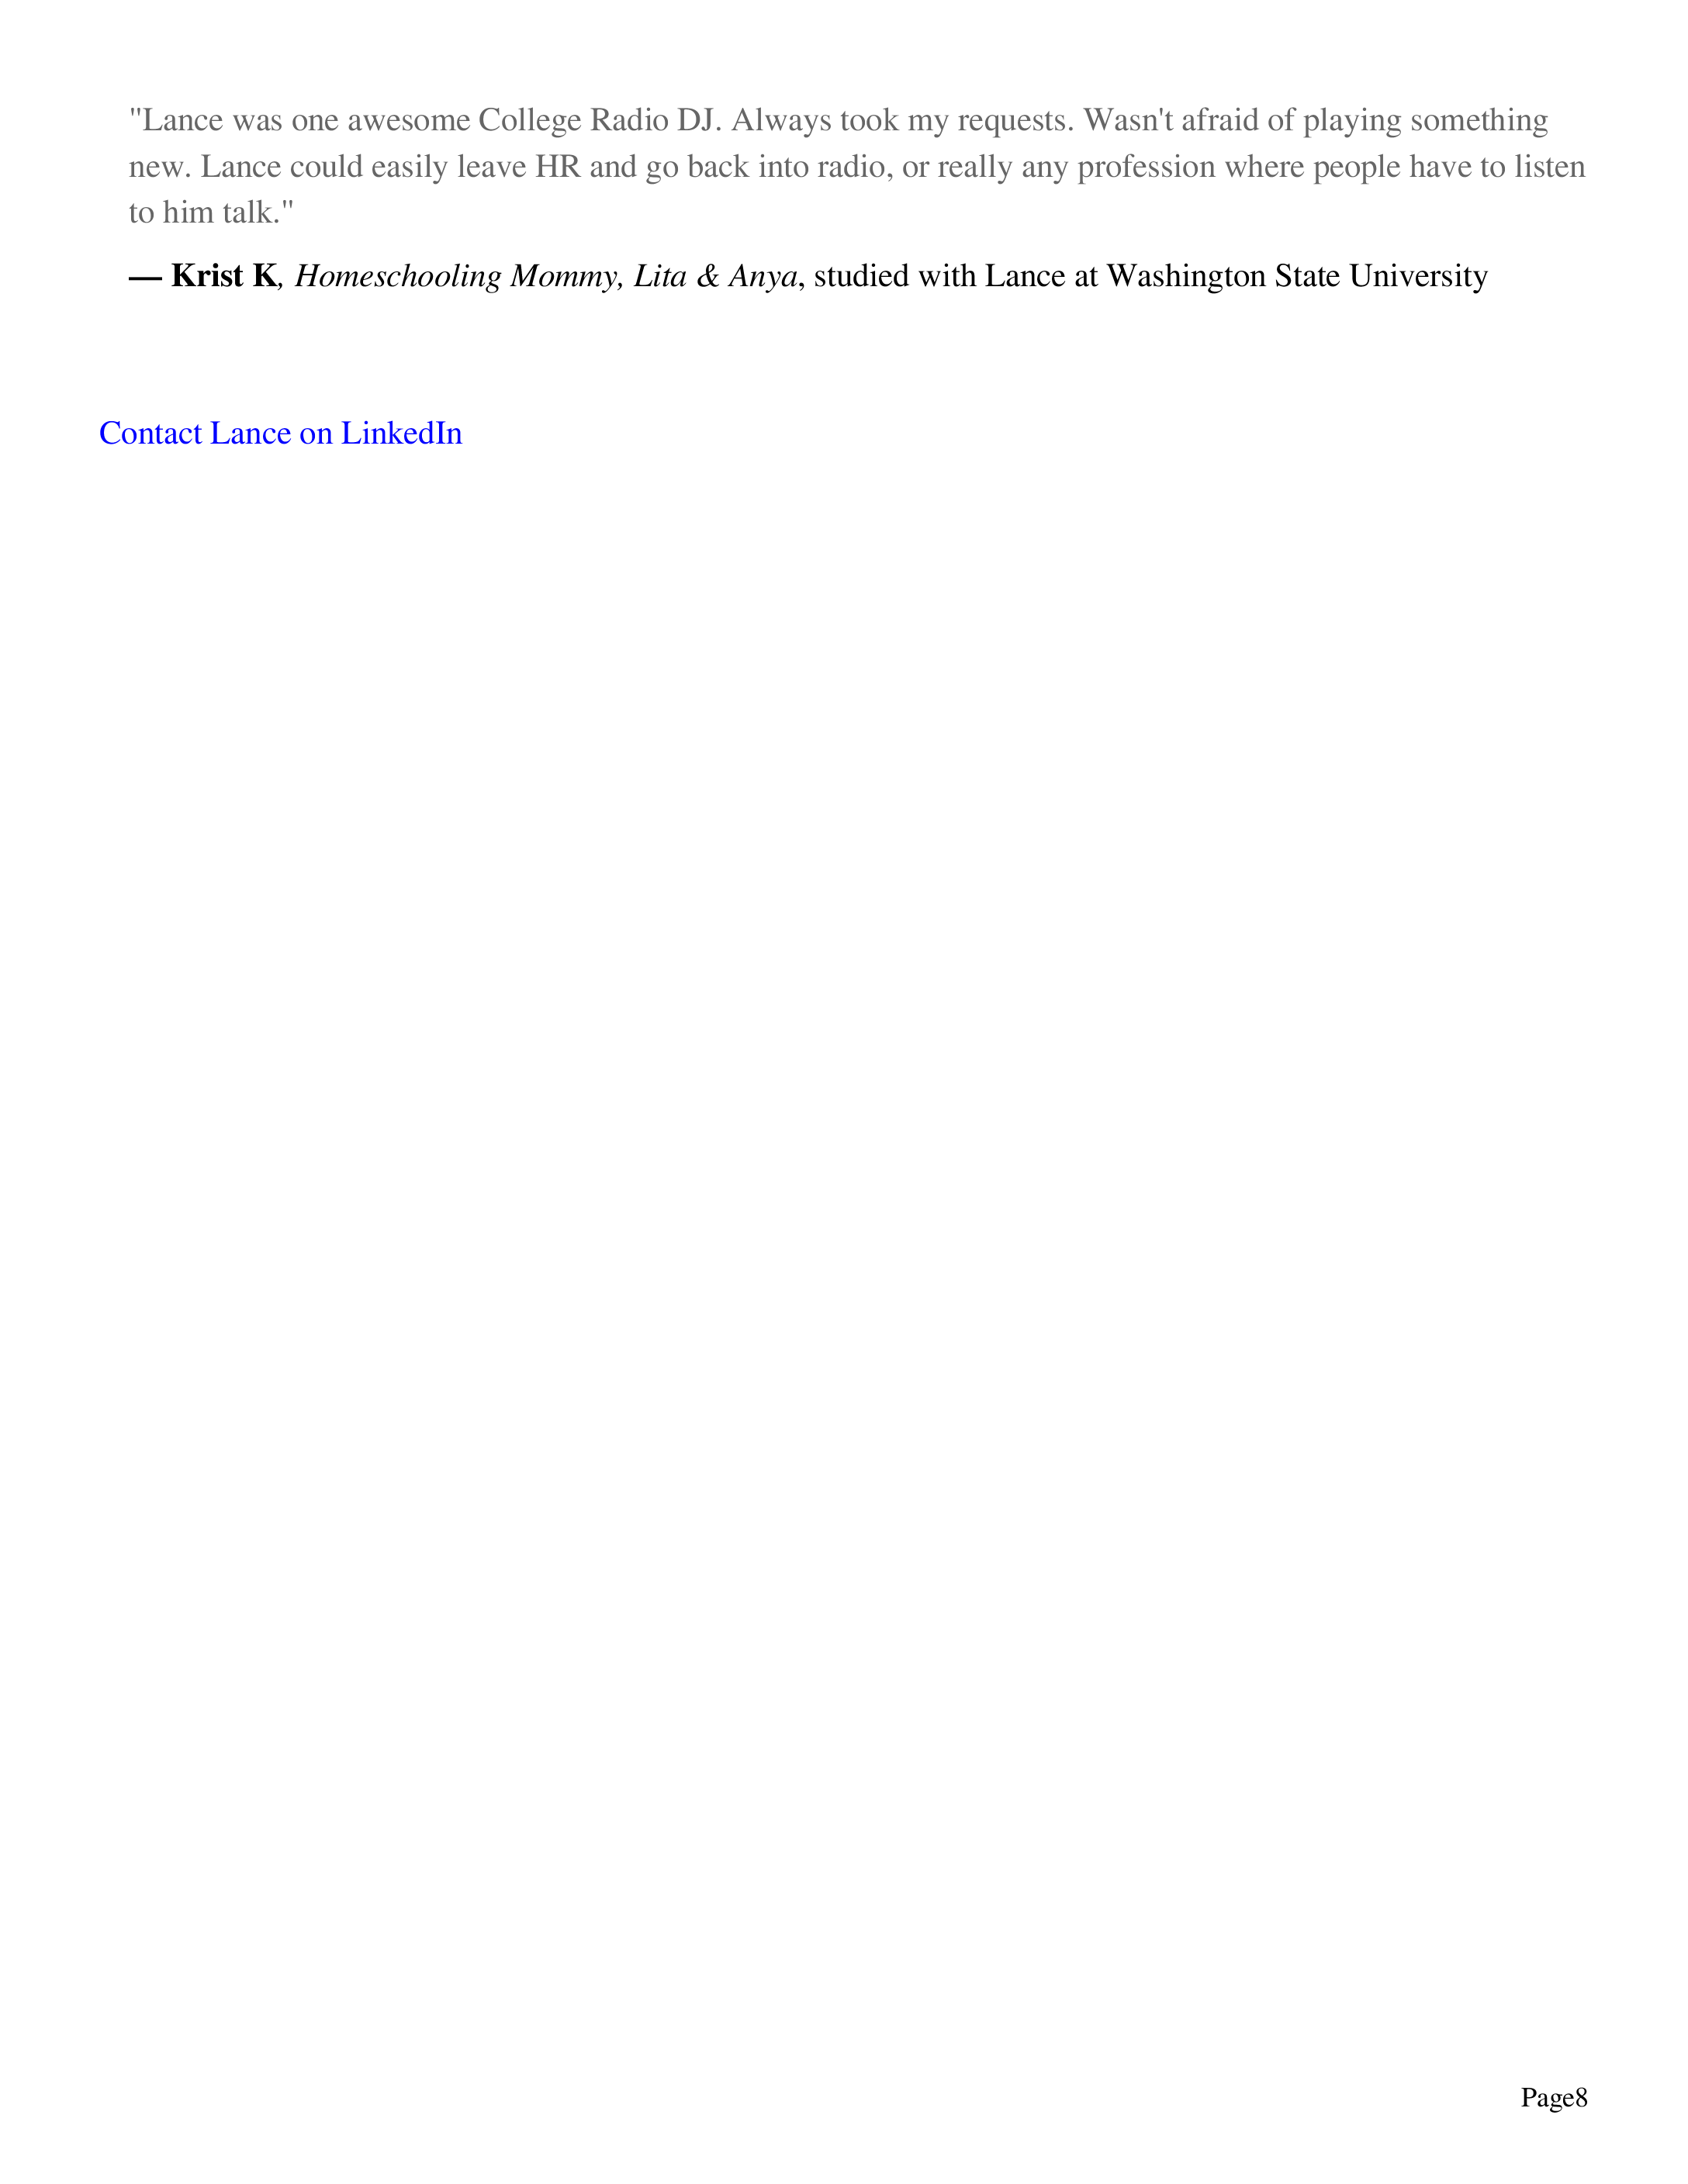 "Lance was one awesome College Radio DJ. Always took my requests. Wasn't afraid of playing something
new. Lance could easily leave HR and go back into radio, or really any profession where people have to listen
to him talk."
— Krist K, Homeschooling Mommy, Lita & Anya, studied with Lance at Washington State University
Contact Lance on LinkedIn
Page8